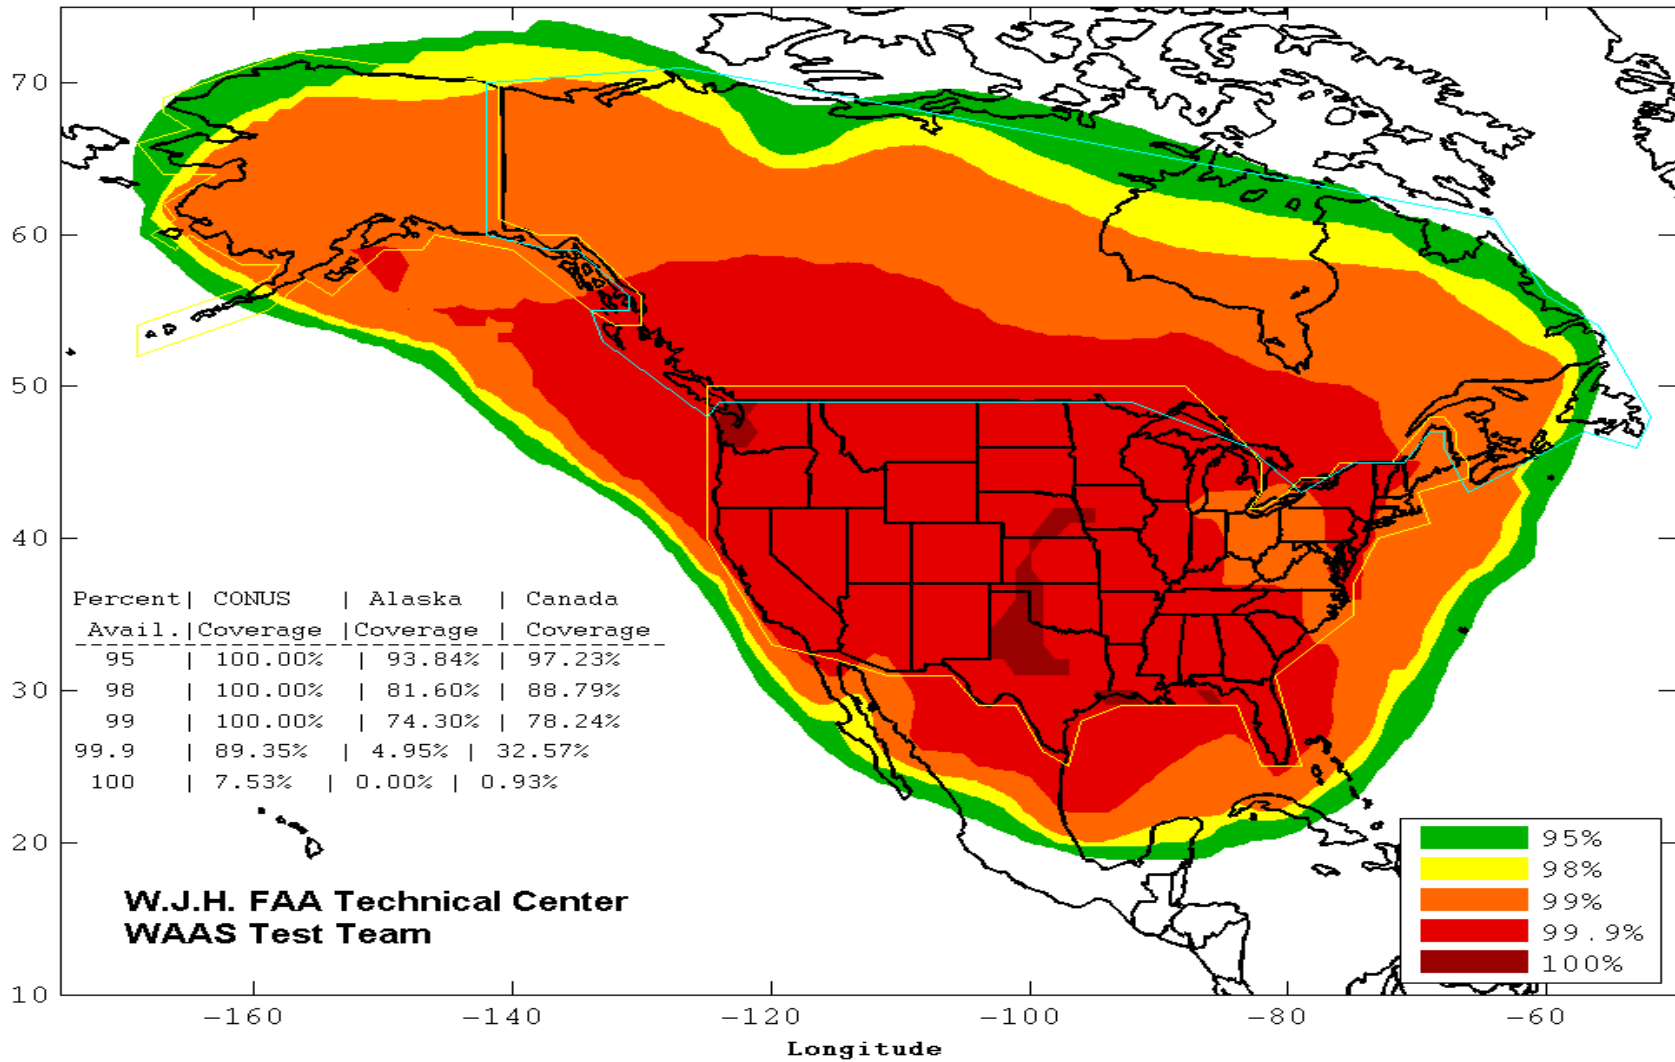 70
60
50
40
30
20
10
Percent| CONUS | Alaska | Canada
Avail.|Coverage |Coverage | Coverage
95 | 100.00% | 93.84% | 97.23%
98 | 100.00% | 81.60% | 88.79%
99 | 100.00% | 74.30% | 78.24%
99.9 | 89.35% | 4.95% | 32.57%
100 | 7.53% | 0.00% | 0.93%
W.J.H. FAA Technical Center
WAAS Test Team
95%
98%
99%
99.9%
100%
-160 -140 -120 -100 -80 -60
Longitude